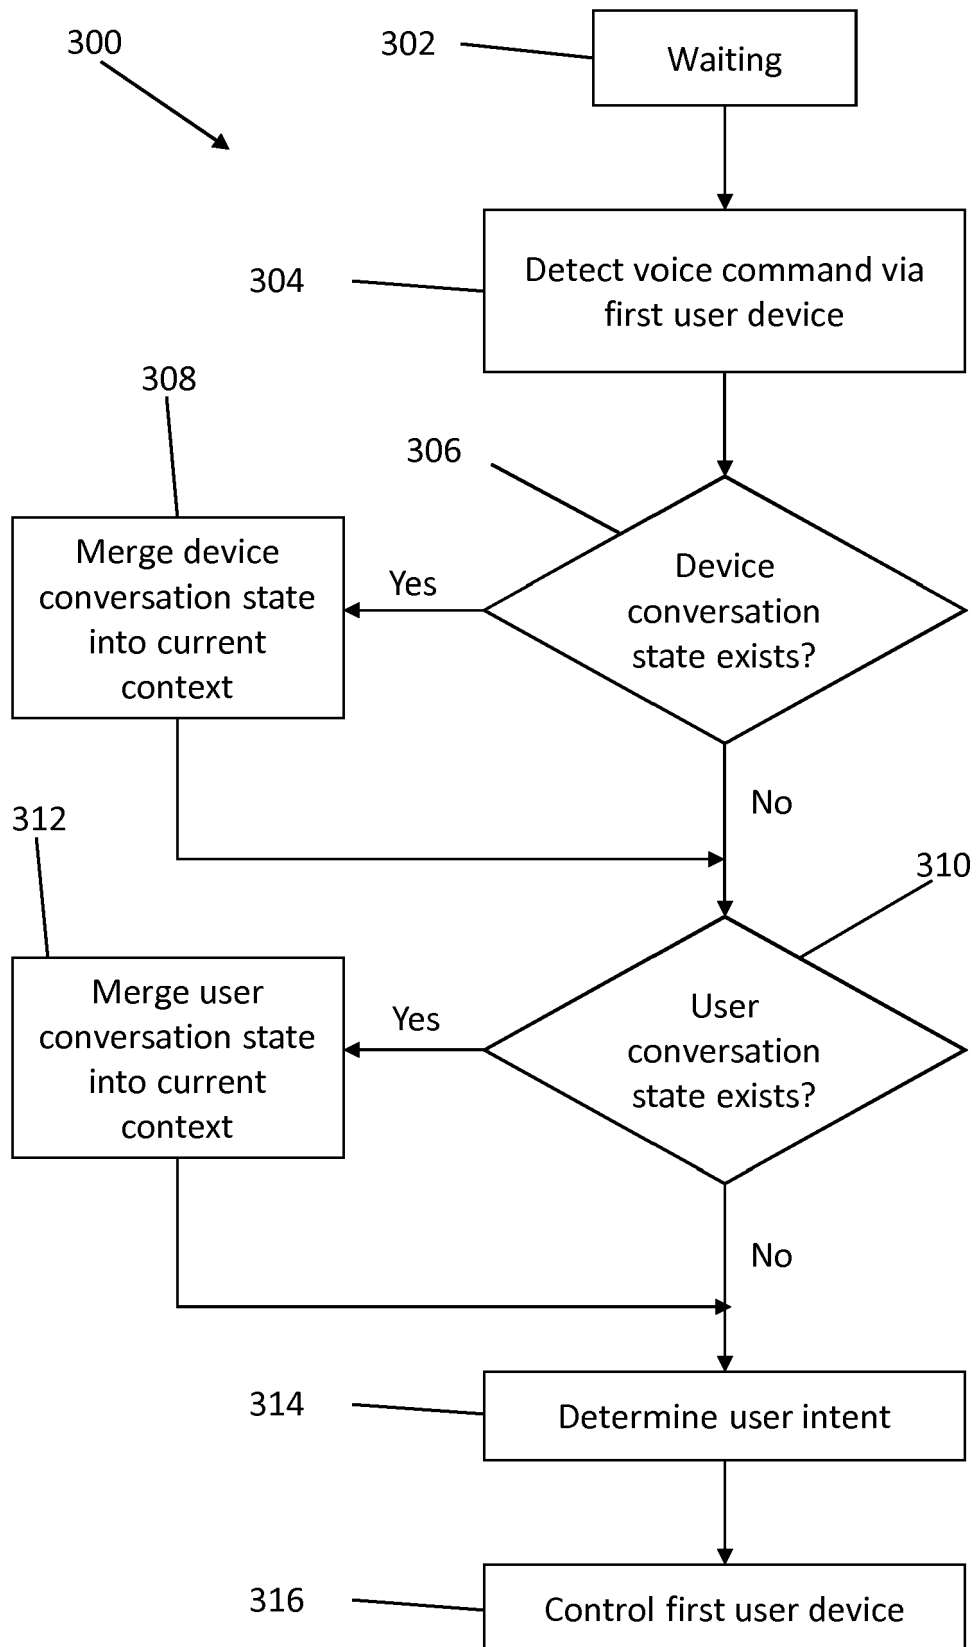 300
302
Waiting
304
Detect voice command via
first user device
308
306
Merge device
conversation state
into current
context
Yes
Device
conversation
state exists?
No
312
310
Merge user
conversation state
into current
context
Yes
User
conversation
state exists?
No
314
Determine user intent
316
Control first user device